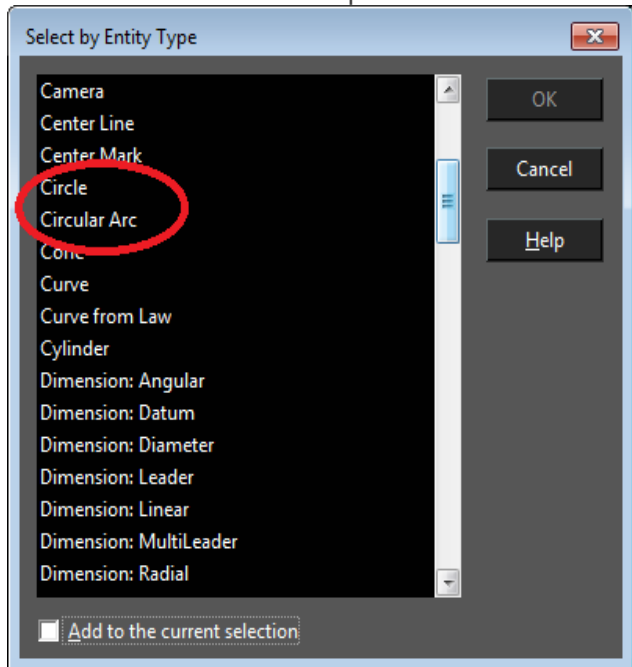 Select by Entity Type
Camera
Center Line
Center Mark
Circle
Circular Arc
Cone
Curve
Curve from Law
Cylinder
Dimension: Angular
Dimension: Datum
Dimension: Diameter
Dimension: Leader
Dimension: Linear
Dimension: MultiLeader
Dimension: Radial
Add to the current selection
OK
Cancel
Help